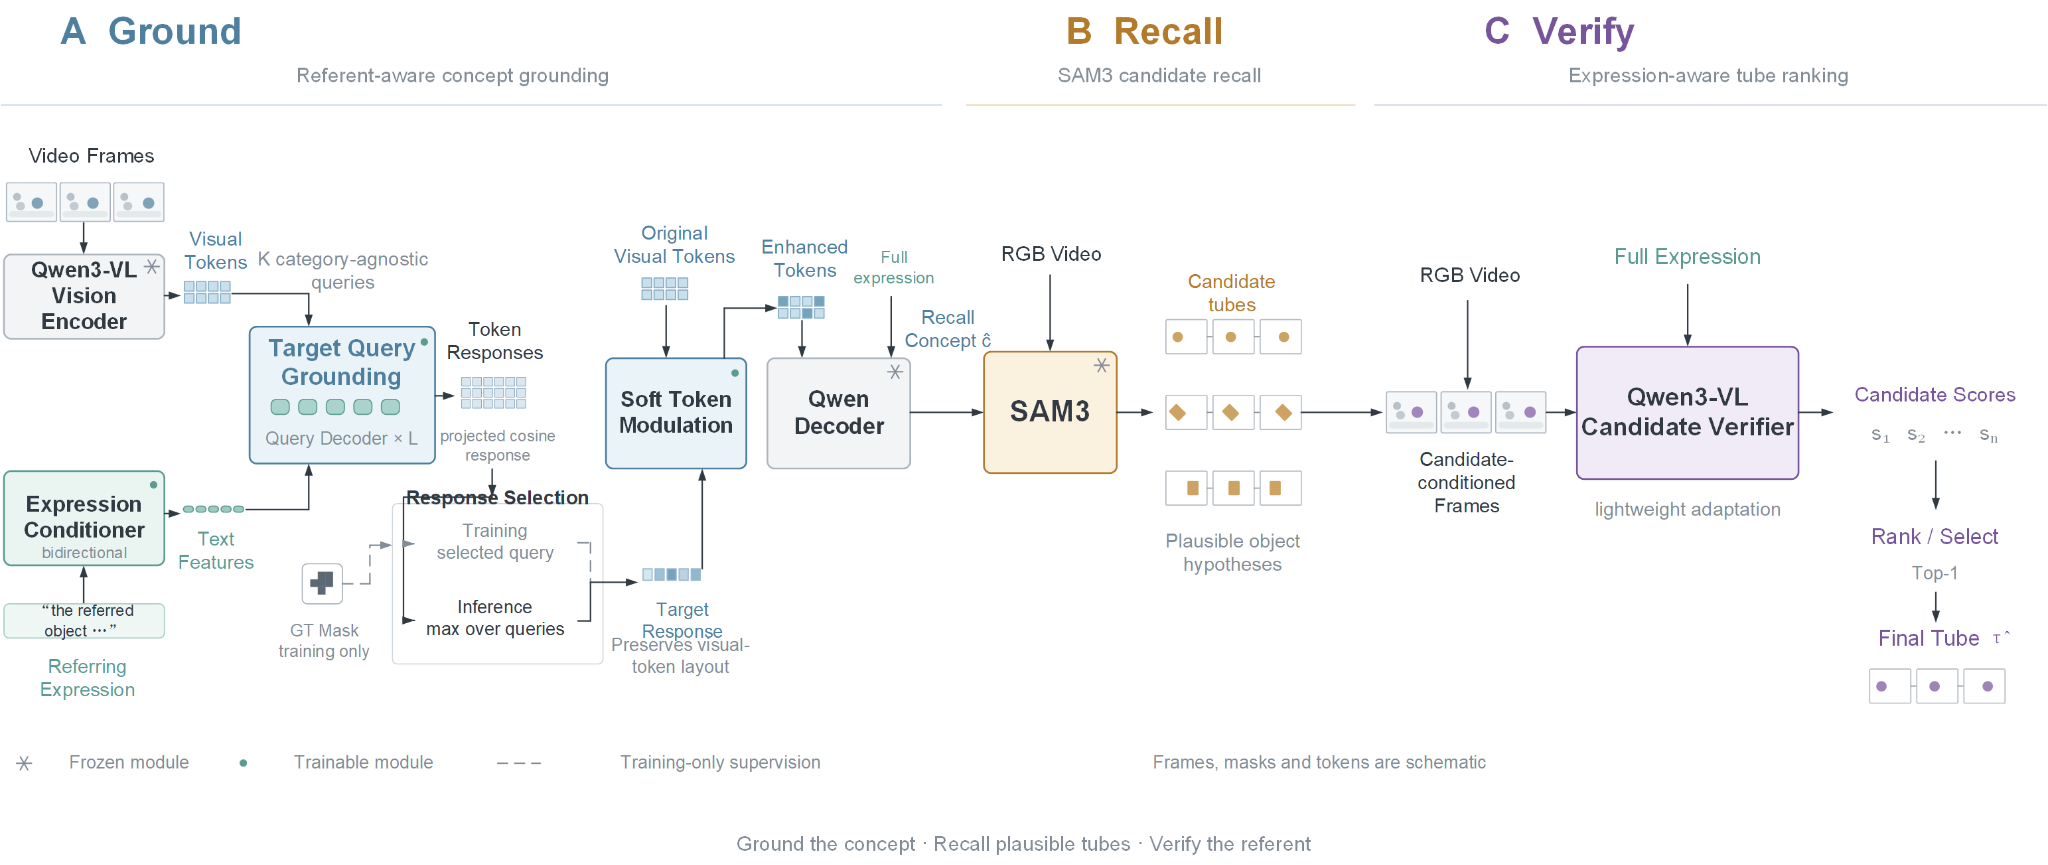 A Ground
Referent-aware concept grounding
B Recall
SAM3 candidate recall
C Verify
Expression-aware tube ranking
Video Frames
Qwen3-VL
Vision
Encoder
Visual
Tokens
K category-agnostic
queries
Target Query
Grounding
Query Decoder × L
Expression
Conditioner
bidirectional
Text
Features
“the referred
object ⋯”
Referring
Expression
Token
Responses
projected cosine
response
Response Selection
Training
selected query
Inference
max over queries
GT Mask
training only
Original
Visual Tokens
Soft Token
Modulation
Target
Response
Preserves visual-
token layout
Enhanced
Tokens
Full
expression
Qwen
Decoder
Recall
Concept ĉ
RGB Video
SAM3
Candidate
tubes
Plausible object
hypotheses
RGB Video
Candidate-
conditioned
Frames
Full Expression
Qwen3-VL
Candidate Verifier
lightweight adaptation
Candidate Scores
s₁ s₂ ⋯ sₙ
Rank / Select
Top-1
Final Tube τ̂
Frozen module
Trainable module
Training-only supervision
Frames, masks and tokens are schematic
Ground the concept · Recall plausible tubes · Verify the referent